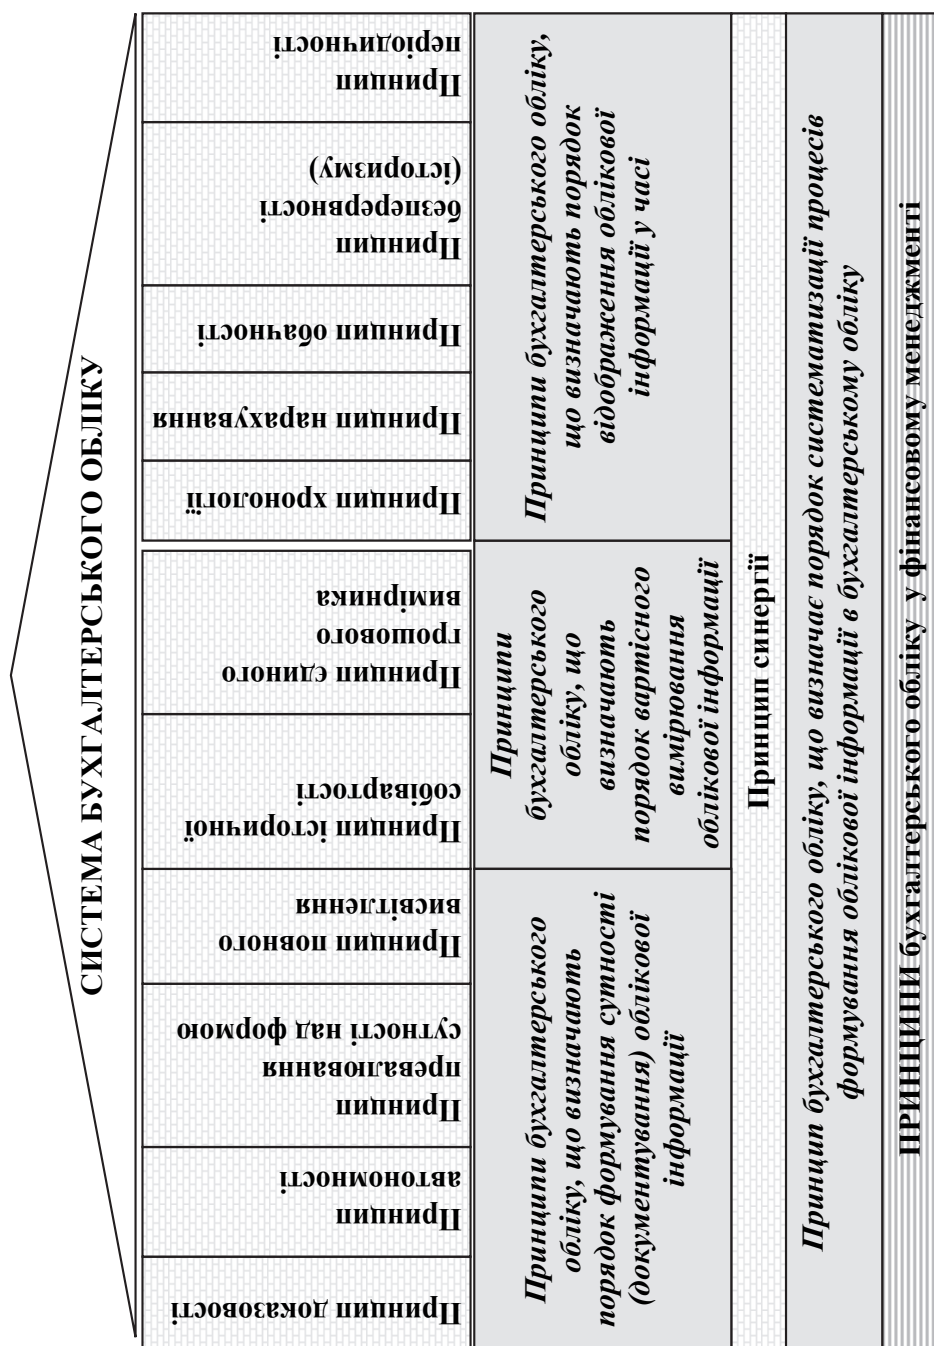 СИСТЕМА БУХГАЛТЕРСЬКОГО ОБЛІКУ
Принцип доказовості
Принцип
автономності
Принцип
превалювання
сутності над формою
Принцип повного
висвітлення
Принцип історичної
собівартості
Принцип єдиного
грошового
вимірника
Принцип хронології
Принцип нарахування
Принцип обачності
Принцип
безперервності
(історизму)
Принцип
періодичності
Принципи бухгалтерського
обліку, що визначають
порядок формування сутності
(документування) облікової
інформації
Принципи
бухгалтерського
обліку, що
визначають
порядок вартісного
вимірювання
облікової інформації
Принципи бухгалтерського обліку,
що визначають порядок
відображення облікової
інформації у часі
Принцип синергії
Принцип бухгалтерського обліку, що визначає порядок систематизації процесів
формування облікової інформації в бухгалтерському обліку
ПРИНЦИПИ бухгалтерського обліку у фінансовому менеджменті